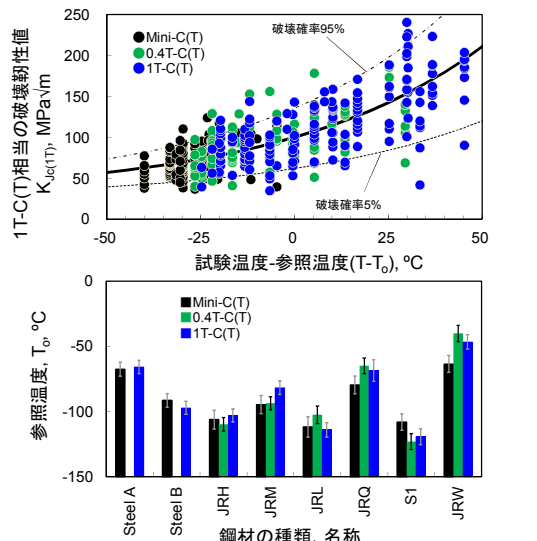 1T-C(T)相当の破壊靭性値
K_Jc(1T), MPa√m
250
200
150
100
50
0
Mini-C(T)
0.4T-C(T)
1T-C(T)
破壊確率95%
破壊確率5%
-50
-25
0
25
50
試験温度-参照温度(T-To), ºC
参照温度, To, ºC
0
-50
-100
-150
Mini-C(T)
0.4T-C(T)
1T-C(T)
Steel A
Steel B
JRH
JRM
JRL
JRQ
S1
JRW
鋼材の種類, 名称